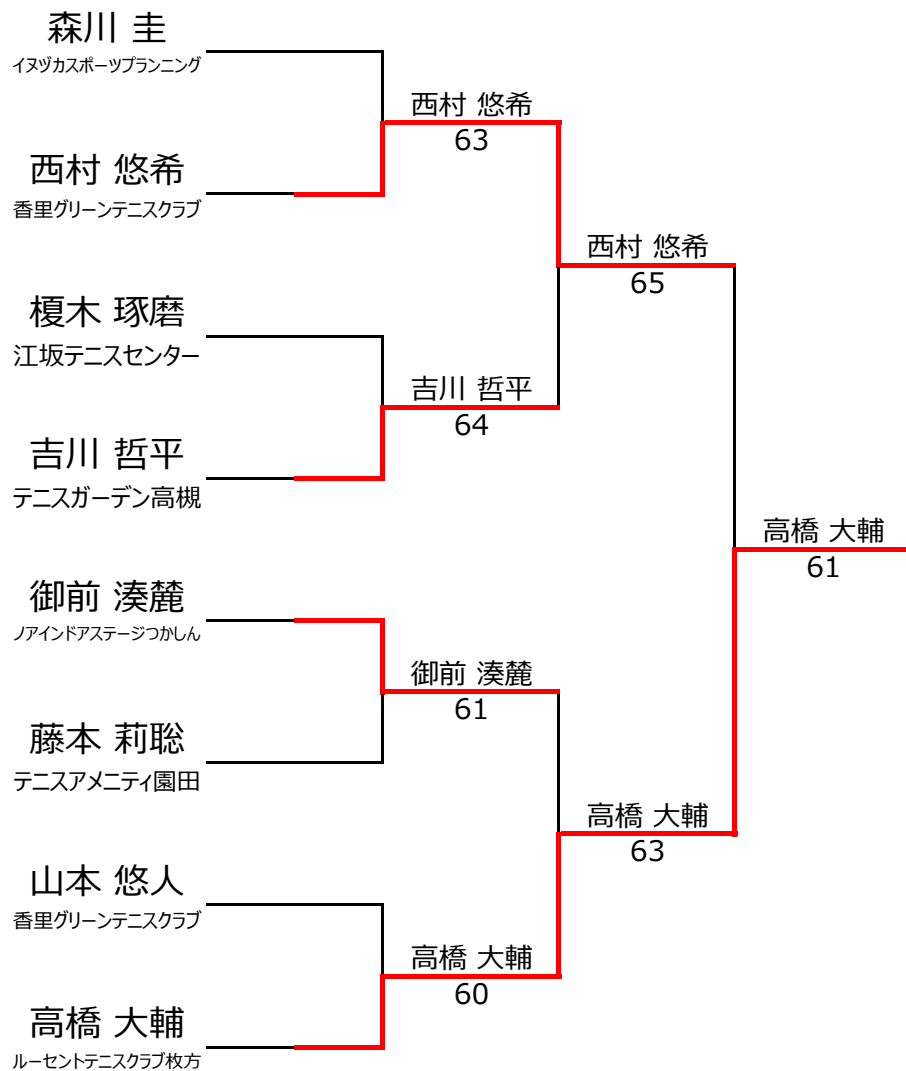 森川 圭
イヌヅカスポーツプランニング
西村 悠希
63
西村 悠希
香里グリーンテニスクラブ
西村 悠希
65
榎木 琢磨
江坂テニスセンター
吉川 哲平
64
吉川 哲平
テニスガーデン高槻
高橋 大輔
61
御前 湊麓
ノアインドアステージつかしん
御前 湊麓
61
藤本 莉聡
テニスアメニティ園田
高橋 大輔
63
山本 悠人
香里グリーンテニスクラブ
高橋 大輔
60
高橋 大輔
ルーセントテニスクラブ枚方